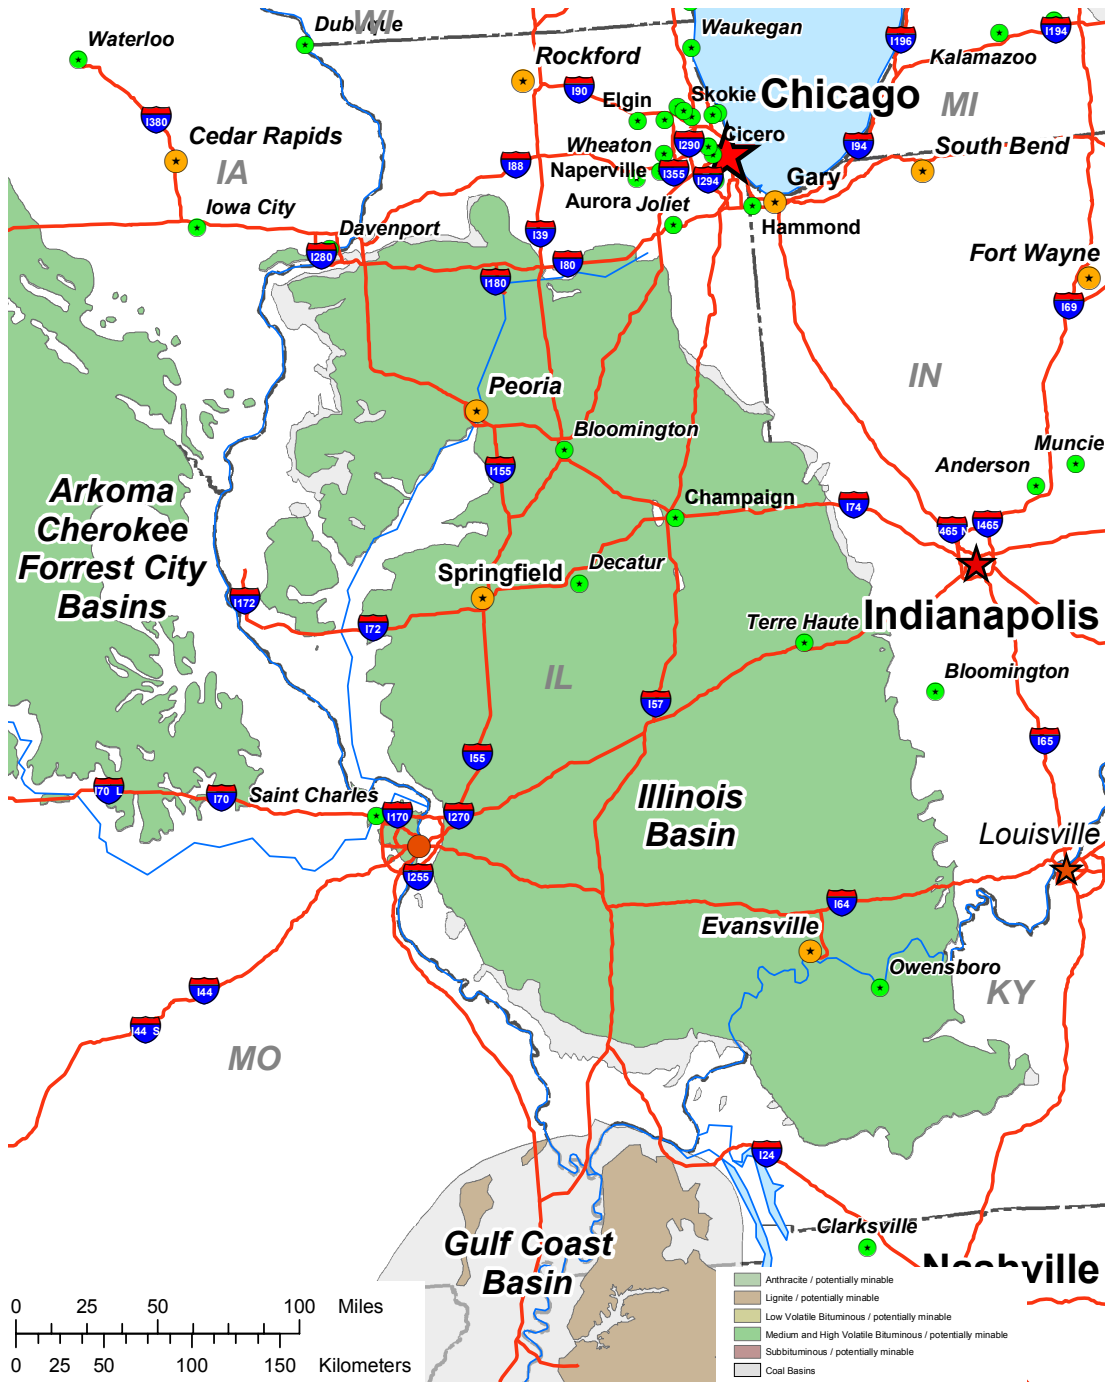 WI
Dubuque
Waterloo
Waukegan
I196
I194
Kalamazoo
Rockford
I90
Elgin
Skokie
Chicago
MI
I380
Cedar Rapids
IA
Wheaton
I290
Cicero
I94
South Bend
I88
Naperville
I355
I294
Gary
Aurora
Joliet
Iowa City
Davenport
I39
Hammond
I280
I80
I180
Fort Wayne
I69
IN
Peoria
Bloomington
Muncie
Anderson
I155
Arkoma
Cherokee
Forrest City
Basins
Champaign
I74
I465 N
I465
Springfield
Decatur
I172
I72
Indianapolis
Terre Haute
IL
Bloomington
I57
I65
I55
I70 L
I70
Saint Charles
I170
I270
Illinois
Basin
Louisville
I255
I64
Evansville
Owensboro
KY
I44
I44 S
MO
I24
Clarksville
Gulf Coast
Basin
Nashville
0 25 50 100 Miles
0 25 50 100 150 Kilometers
Anthracite / potentially minable
Lignite / potentially minable
Low Volatile Bituminous / potentially minable
Medium and High Volatile Bituminous / potentially minable
Subbituminous / potentially minable
Coal Basins